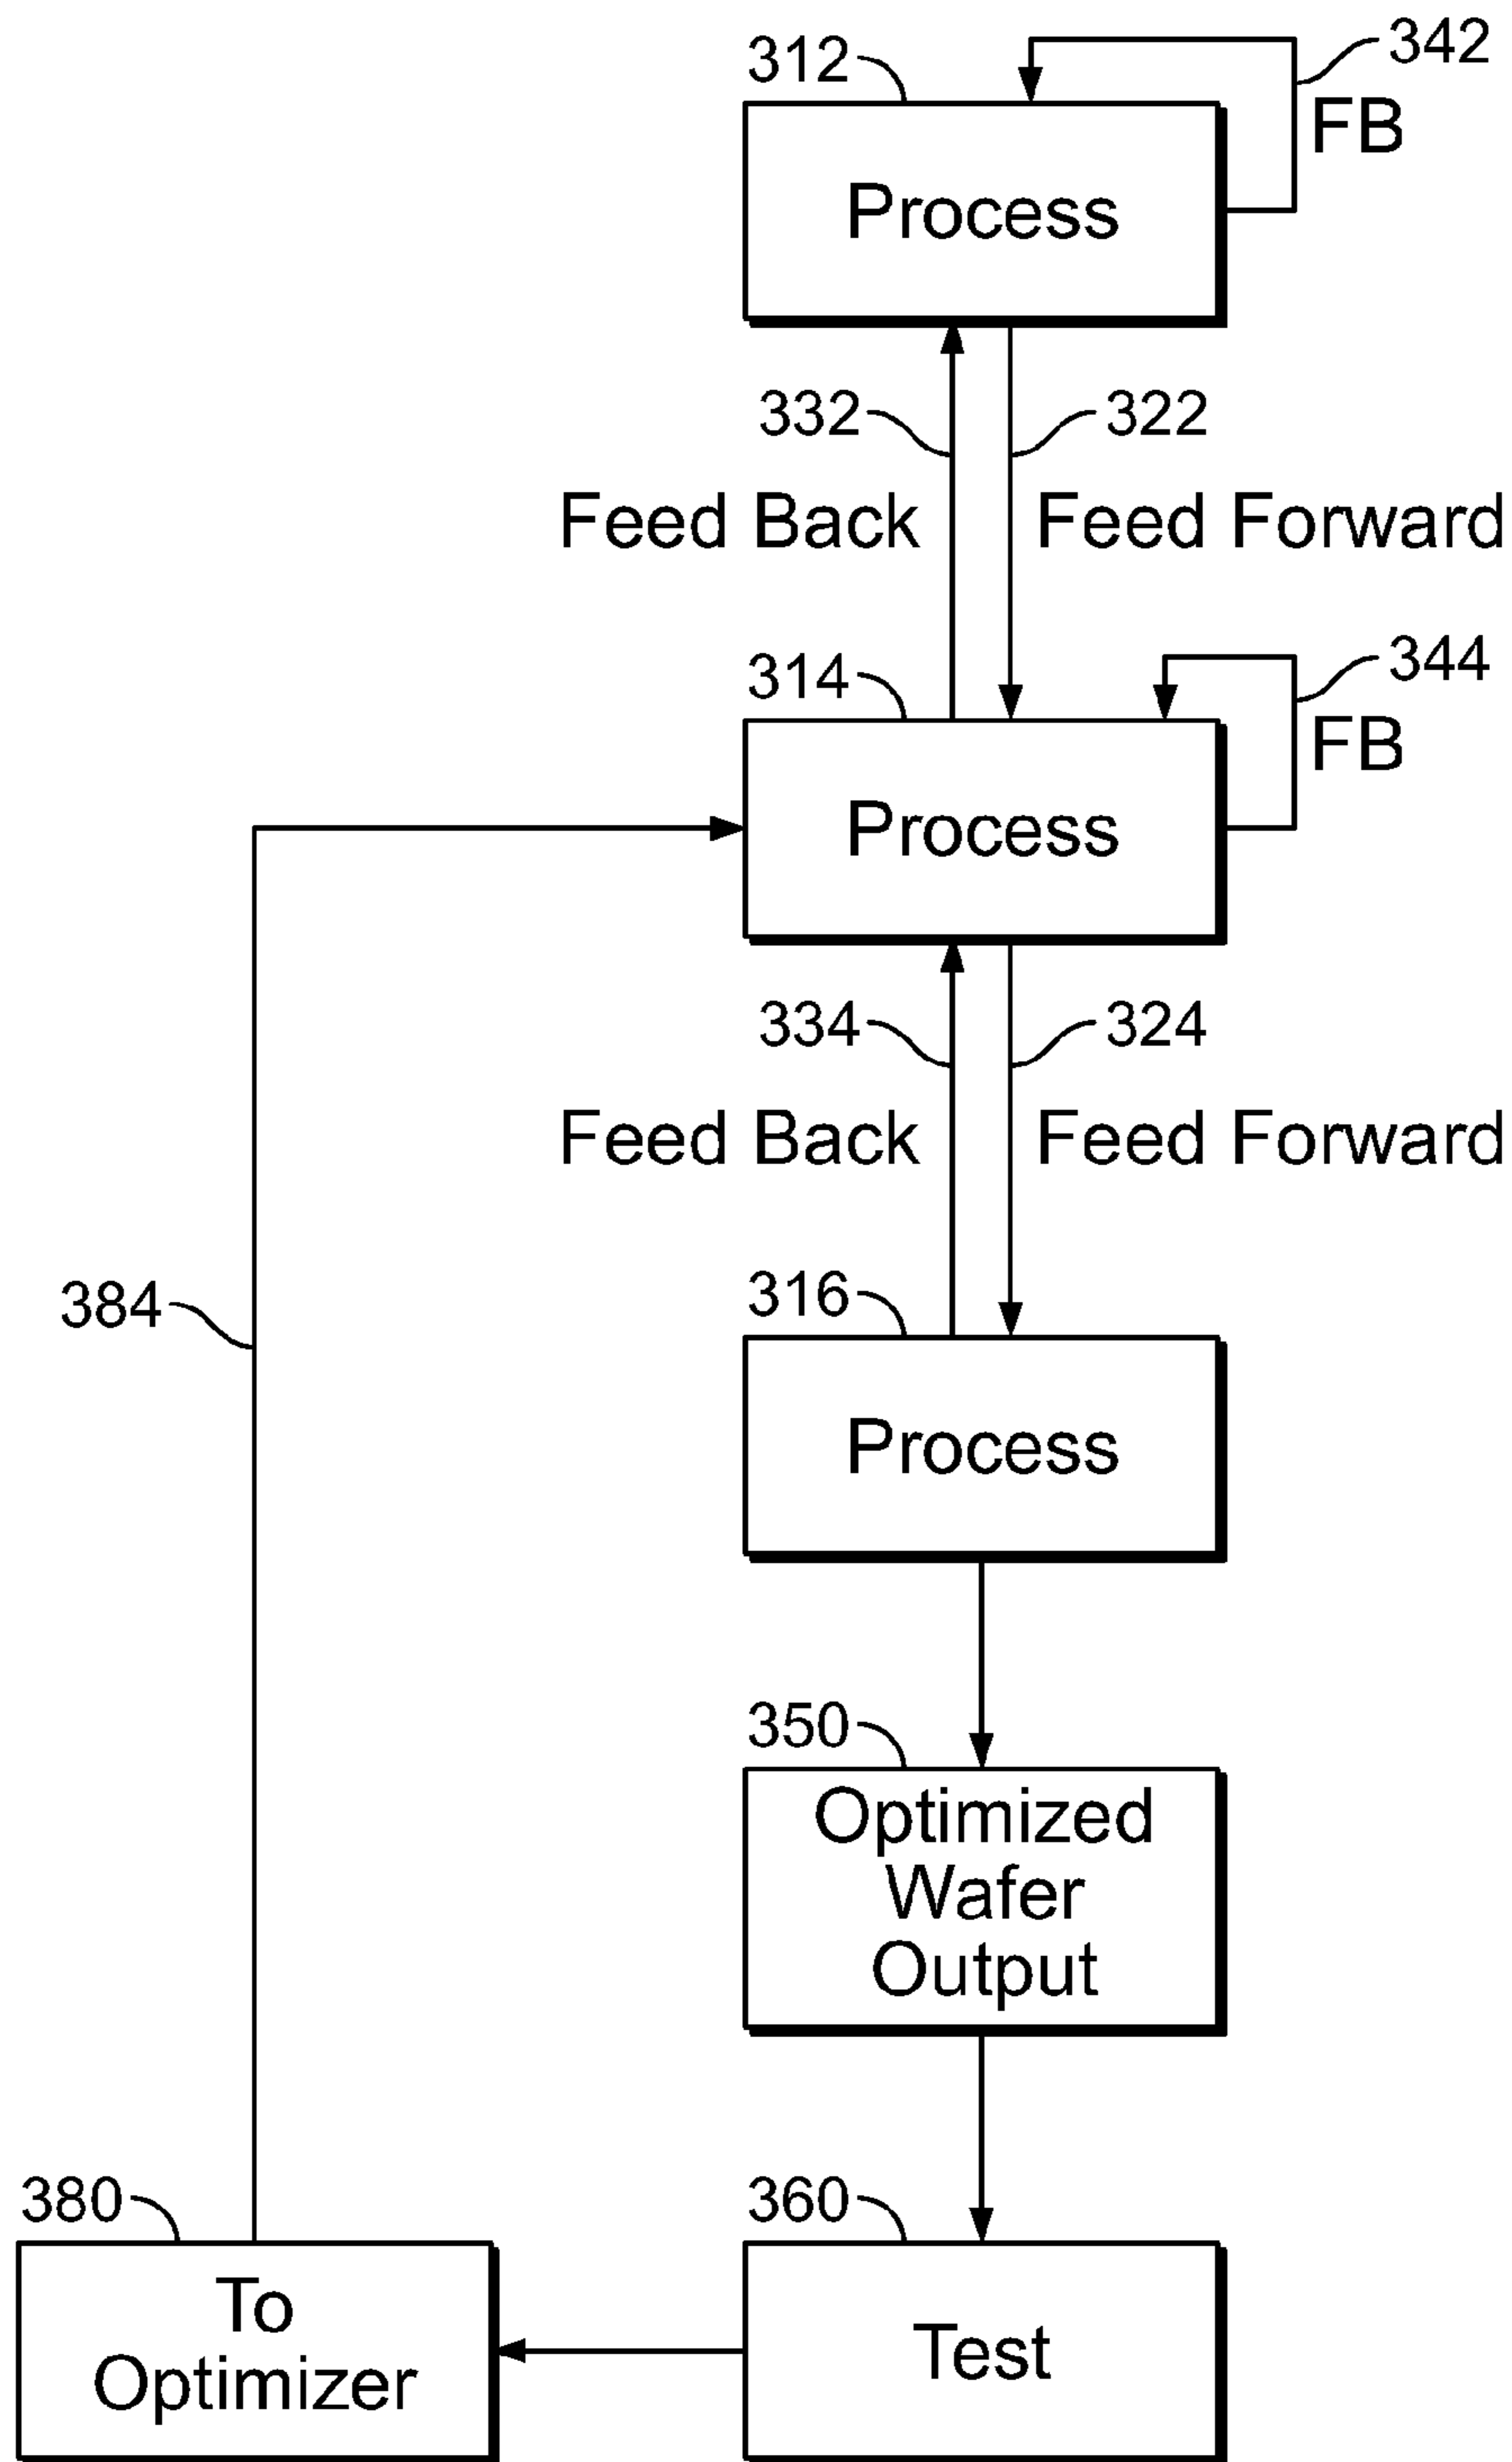 312
342
FB
Process
332
322
Feed Back
Feed Forward
314
344
FB
Process
334
324
Feed Back
Feed Forward
384
316
Process
350
Optimized
Wafer
Output
380
360
To
Optimizer
Test